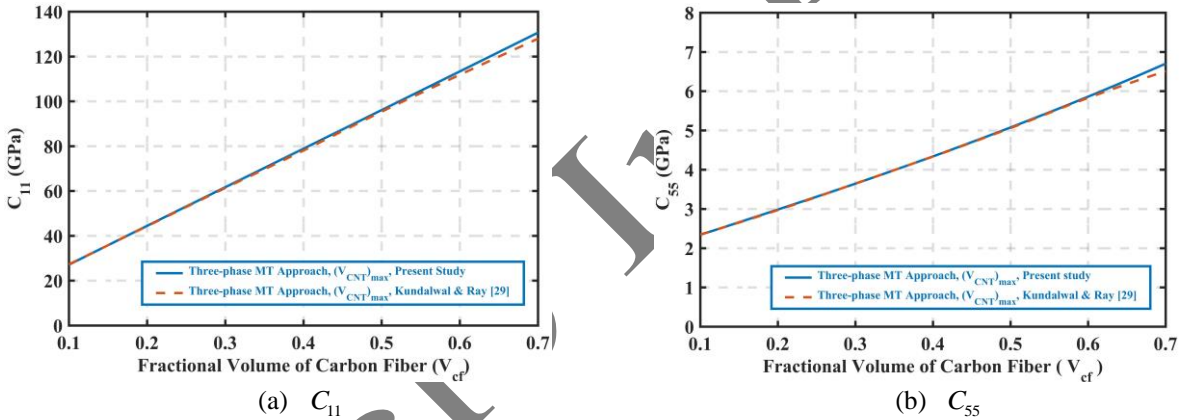 140
120
100
80
60
40
20
0
C11 (GPa)
0.1 0.2 0.3 0.4 0.5 0.6 0.7
Fractional Volume of Carbon Fiber (Vcf)
Three-phase MT Approach, (VCNT)max, Present Study
Three-phase MT Approach, (VCNT)max, Kundalwal & Ray [29]
(a) C11
8
7
6
5
4
3
2
1
0
C55 (GPa)
0.1 0.2 0.3 0.4 0.5 0.6 0.7
Fractional Volume of Carbon Fiber ( Vcf )
Three-phase MT Approach, (VCNT)max, Present study
Three-phase MT Approach, (VCNT)max, Kundalwal & Ray [29]
(b) C55